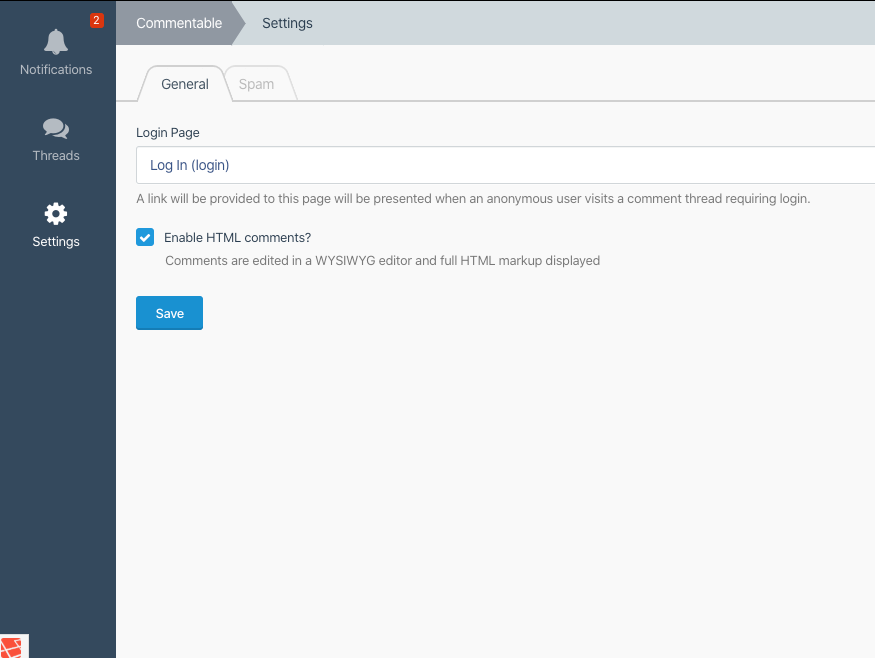 2
Notifications
Threads
Settings
Commentable
Settings
General
Spam
Login Page
Log In (login)
A link will be provided to this page will be presented when an anonymous user visits a comment thread requiring login.
Enable HTML comments?
Comments are edited in a WYSIWYG editor and full HTML markup displayed
Save